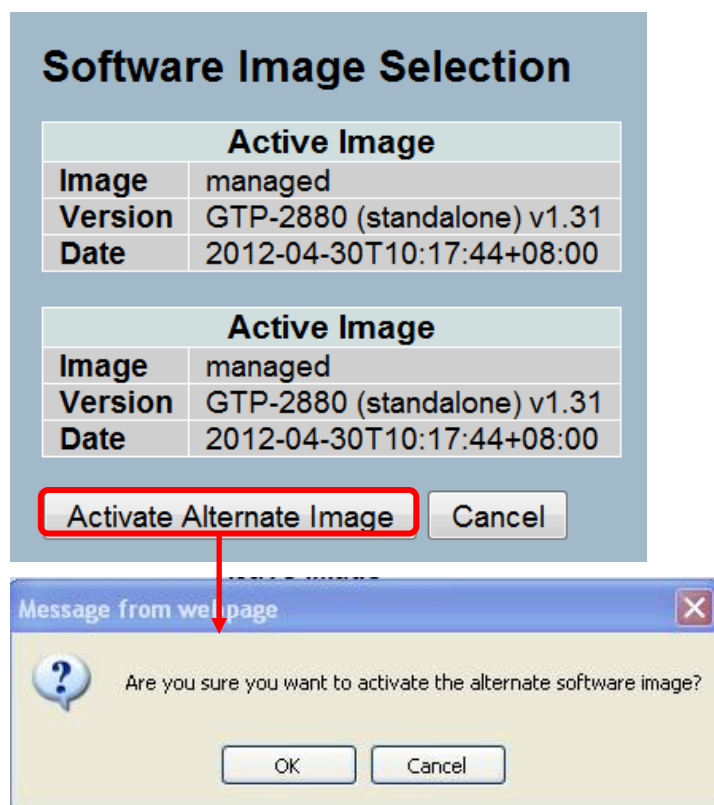 Software Image Selection
Active Image
Image managed
Version GTP-2880 (standalone) v1.31
Date 2012-04-30T10:17:44+08:00
Active Image
Image managed
Version GTP-2880 (standalone) v1.31
Date 2012-04-30T10:17:44+08:00
Activate Alternate Image Cancel
Message from webpage
Are you sure you want to activate the alternate software image?
OK Cancel